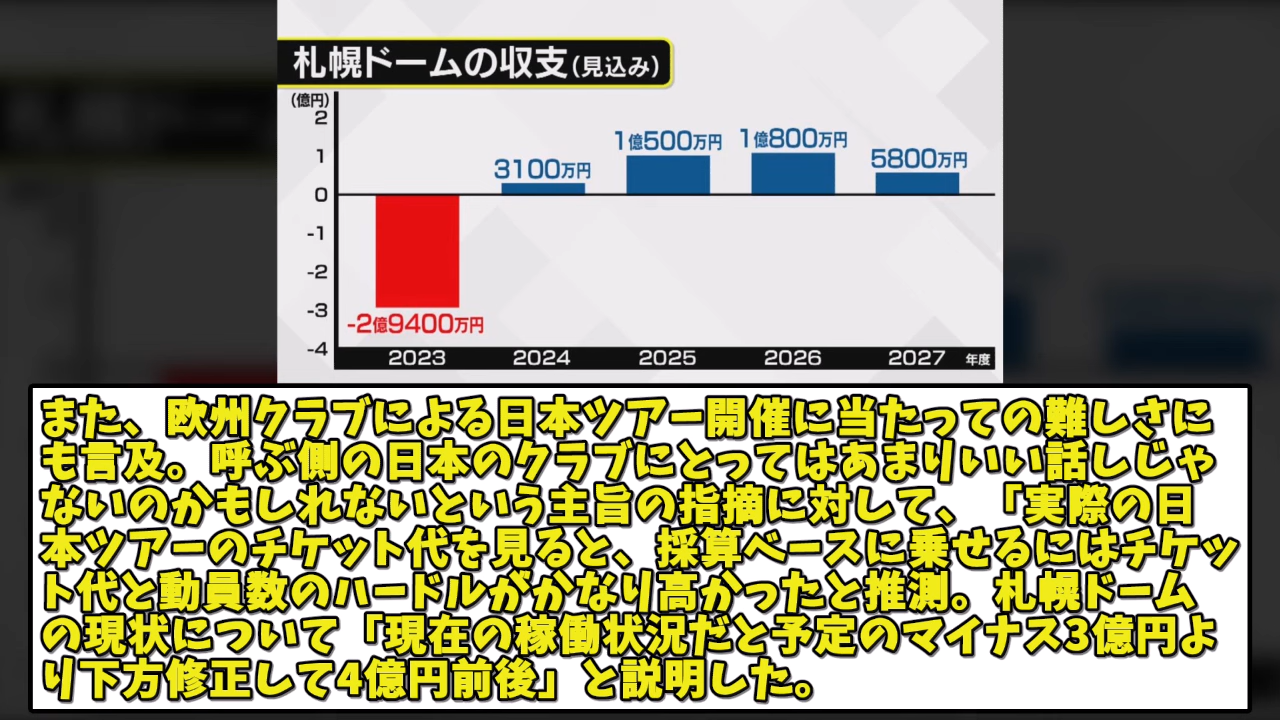 札幌ドームの収支(見込み)
(億円)
2
1
0
-1
-2
-3
-4
-2億9400万円
3100万円
1億500万円
1億800万円
5800万円
2023 2024 2025 2026 2027 年度
また、欧州クラブによる日本ツアー開催に当たっての難しさに
も言及。呼ぶ側の日本のクラブにとってはあまりいい話しじゃ
ないのかもしれないという主旨の指摘に対して、「実際の日
本ツアーのチケット代を見ると、採算ベースに乗せるにはチケッ
ト代と動員数のハードルがかなり高かったと推測。札幌ドーム
の現状について「現在の稼働状況だと予定のマイナス3億円よ
り下方修正して4億円前後」と説明した。